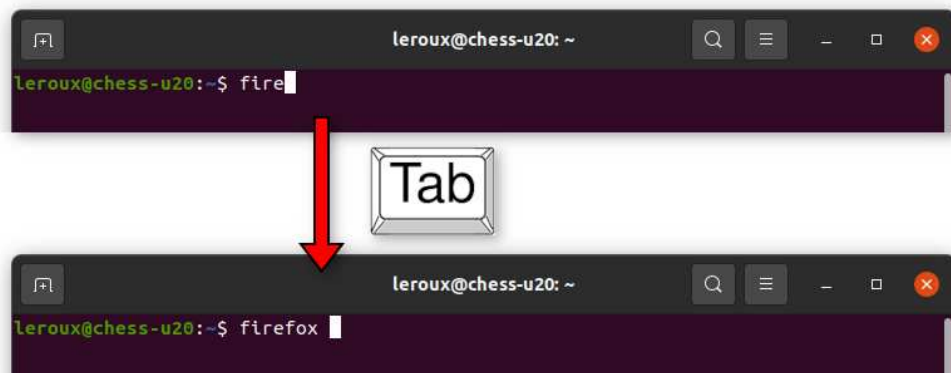 leroux@chess-u20: ~
leroux@chess-u20:~$ fire
Tab
leroux@chess-u20: ~
leroux@chess-u20:~$ firefox